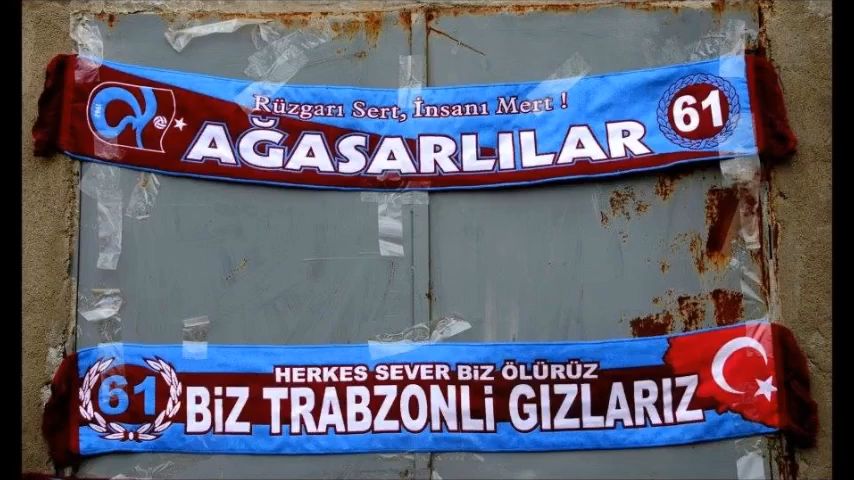 Rüzgarı Sert, İnsanı Mert !
AĞASARLILAR
61
HERKES SEVER BİZ ÖLÜRÜZ
61
BİZ TRABZONLİ GIZLARIZ